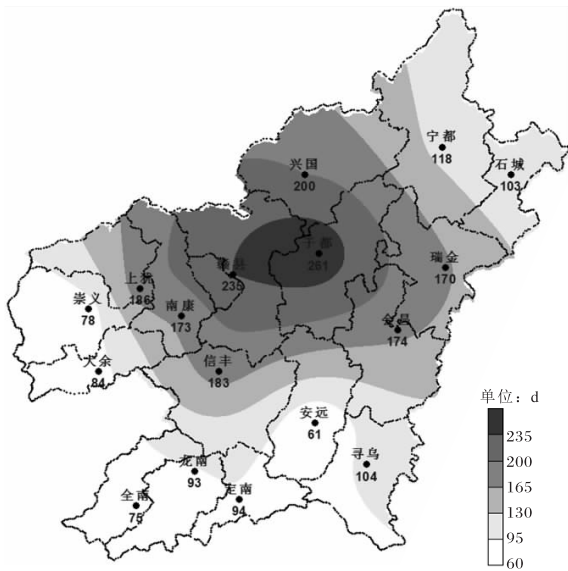 宁都
118
兴国
200
石城
103
于都
261
赣县
235
瑞金
170
上犹
186
崇义
78
南康
173
会昌
174
大余
84
信丰
183
安远
61
寻乌
104
龙南
93
定南
94
全南
75
单位：d
235
200
165
130
95
60